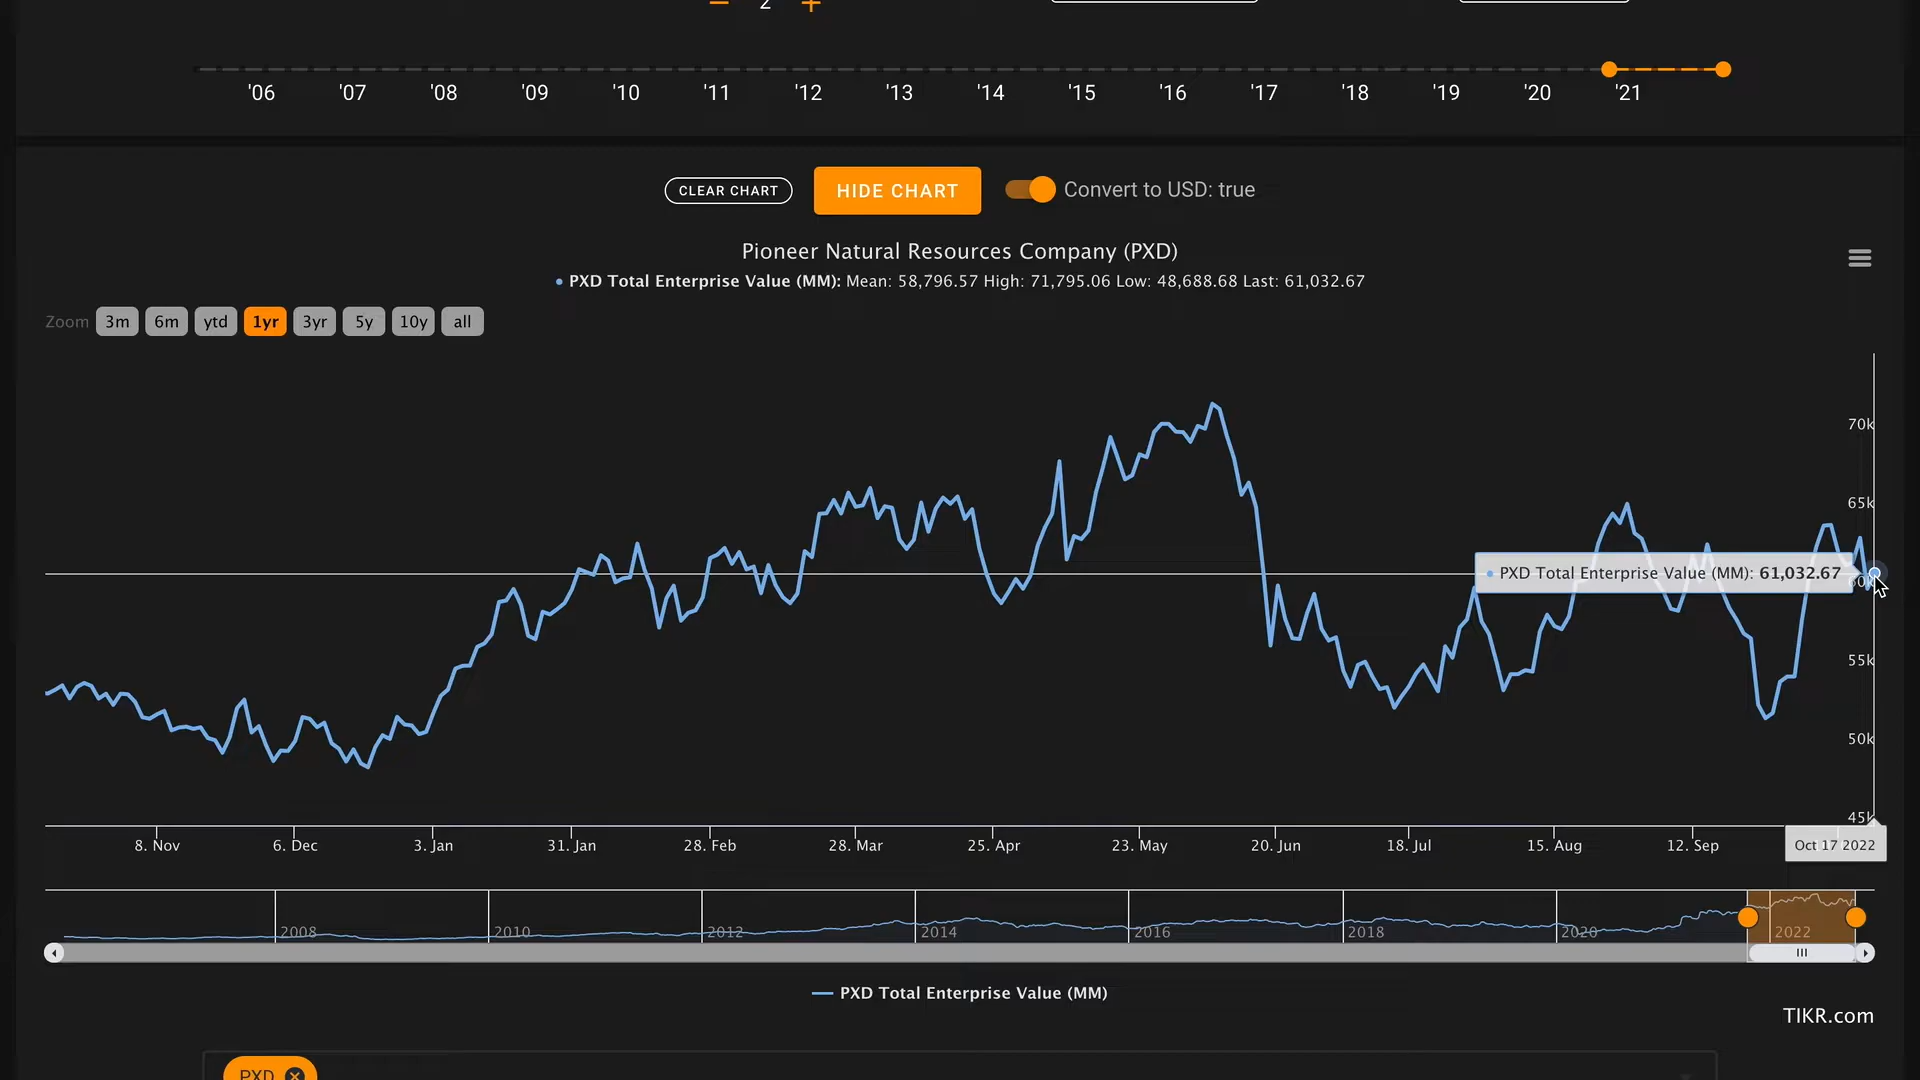 2
'06 '07 '08 '09 '10 '11 '12 '13 '14 '15 '16 '17 '18 '19 '20 '21
CLEAR CHART HIDE CHART Convert to USD: true
Pioneer Natural Resources Company (PXD)
PXD Total Enterprise Value (MM): Mean: 58,796.57 High: 71,795.06 Low: 48,688.68 Last: 61,032.67
Zoom 3m 6m ytd 1yr 3yr 5y 10y all
70k
65k
PXD Total Enterprise Value (MM): 61,032.67
60k
55k
50k
45k
8. Nov 6. Dec 3. Jan 31. Jan 28. Feb 28. Mar 25. Apr 23. May 20. Jun 18. Jul 15. Aug 12. Sep Oct 17 2022
2008 2010 2012 2014 2016 2018 2020 2022
PXD Total Enterprise Value (MM)
TIKR.com
PXD